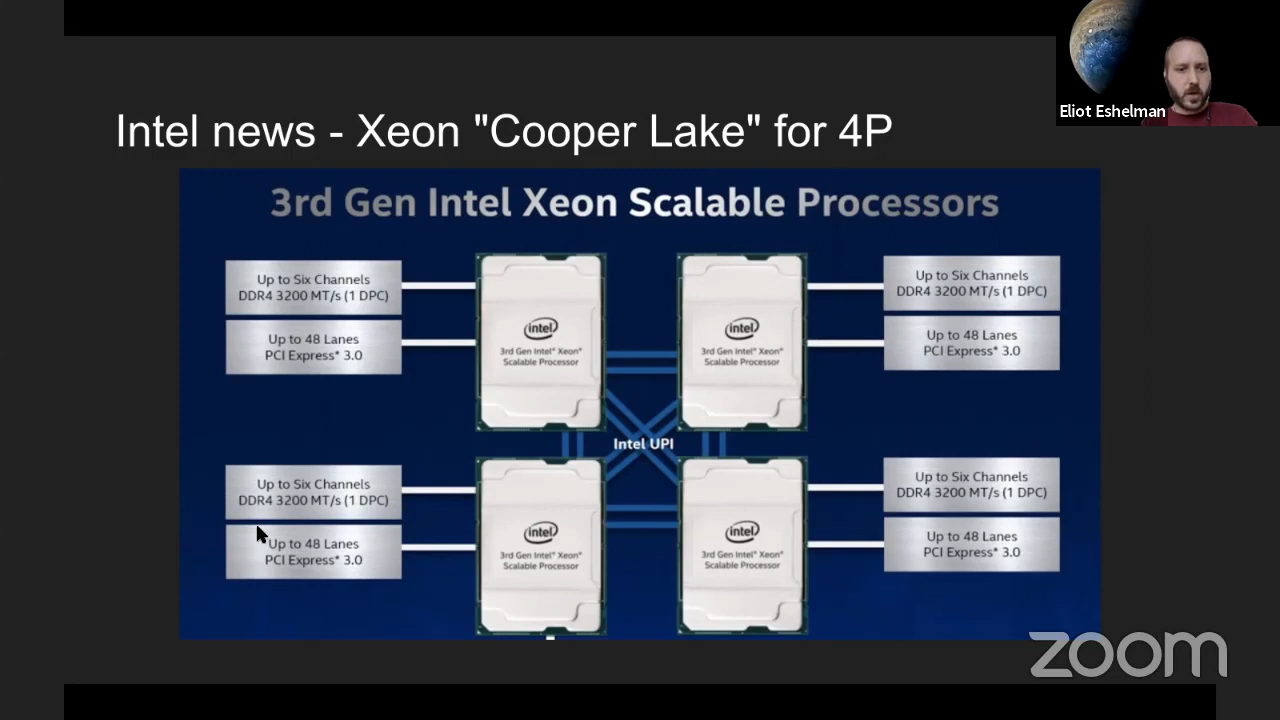 Eliot Eshelman
Intel news - Xeon "Cooper Lake" for 4P
3rd Gen Intel Xeon Scalable Processors
Up to Six Channels
DDR4 3200 MT/s (1 DPC)
Up to 48 Lanes
PCI Express* 3.0
intel
3rd Gen Intel® Xeon®
Scalable Processor
intel
3rd Gen Intel® Xeon®
Scalable Processor
Up to Six Channels
DDR4 3200 MT/s (1 DPC)
Up to 48 Lanes
PCI Express* 3.0
Intel UPI
Up to Six Channels
DDR4 3200 MT/s (1 DPC)
Up to 48 Lanes
PCI Express* 3.0
intel
3rd Gen Intel® Xeon®
Scalable Processor
intel
3rd Gen Intel® Xeon®
Scalable Processor
Up to Six Channels
DDR4 3200 MT/s (1 DPC)
Up to 48 Lanes
PCI Express* 3.0
zoom